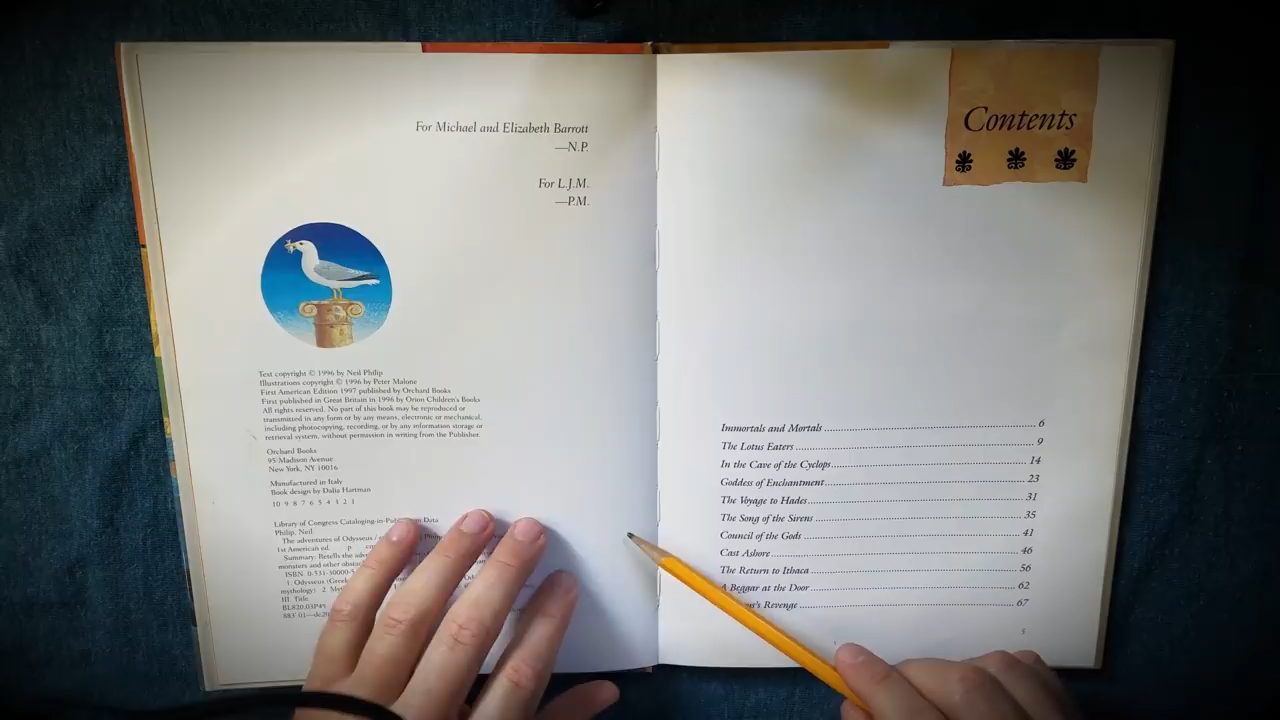 For Michael and Elizabeth Barrott
—N.P.
For L.J.M.
—P.M.
Text copyright © 1996 by Neil Philip
Illustrations copyright © 1996 by Peter Malone
First American Edition 1997 published by Orchard Books
First published in Great Britain in 1996 by Orion Children's Books
All rights reserved. No part of this book may be reproduced or
transmitted in any form or by any means, electronic or mechanical,
including photocopying, recording, or by any information storage or
retrieval system, without permission in writing from the Publisher.
Orchard Books
95 Madison Avenue
New York, NY 10016
Manufactured in Italy
Book design by Dalia Hartman
10 9 8 7 6 5 4 3 2 1
Library of Congress Cataloging-in-Publication Data
Philip, Neil.
The adventures of Odysseus /
1st American ed. p
Summary: Retells the
monsters and other
ISBN 0-531-30000-
1. Odysseus (Greek
mythology) 2
III. Title.
BL820.O3P45
883'.01—dc20
Contents
Immortals and Mortals ........ 6
The Lotus Eaters ........ 9
In the Cave of the Cyclops ........ 14
Goddess of Enchantment ........ 23
The Voyage to Hades ........ 31
The Song of the Sirens ........ 35
Council of the Gods ........ 41
Cast Ashore ........ 46
The Return to Ithaca ........ 56
A Beggar at the Door ........ 62
Revenge ........ 67
5